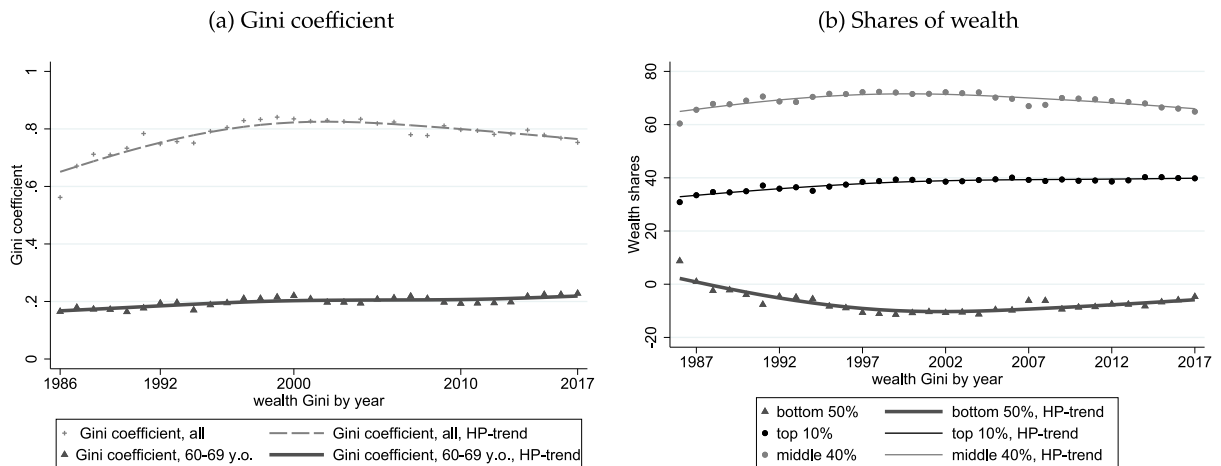 (a) Gini coefficient
Gini coefficient
1
.8
.6
.4
.2
0
1986 1992 2000 2010 2017
wealth Gini by year
Gini coefficient, all
Gini coefficient, all, HP-trend
Gini coefficient, 60-69 y.o.
Gini coefficient, 60-69 y.o., HP-trend
(b) Shares of wealth
Wealth shares
80
60
40
20
0
-20
1987 1992 1997 2002 2007 2012 2017
wealth Gini by year
bottom 50%
bottom 50%, HP-trend
top 10%
top 10%, HP-trend
middle 40%
middle 40%, HP-trend